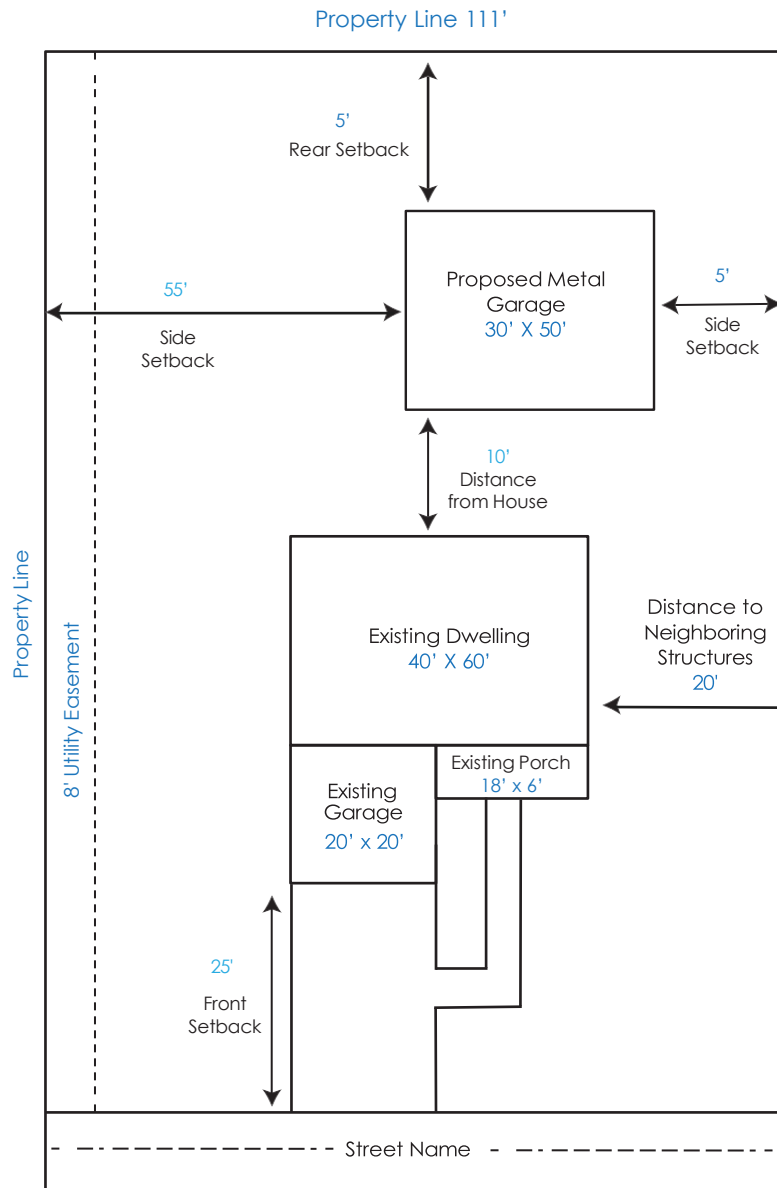 Property Line 111’
5’
Rear Setback
Proposed Metal
Garage
30’ X 50’
55’
Side
Setback
5’
Side
Setback
10’
Distance
from House
Property Line
8' Utility Easement
Existing Dwelling
40’ X 60’
Distance to
Neighboring
Structures
20’
Existing Porch
18’ x 6’
Existing
Garage
20’ x 20’
25'
Front
Setback
Street Name